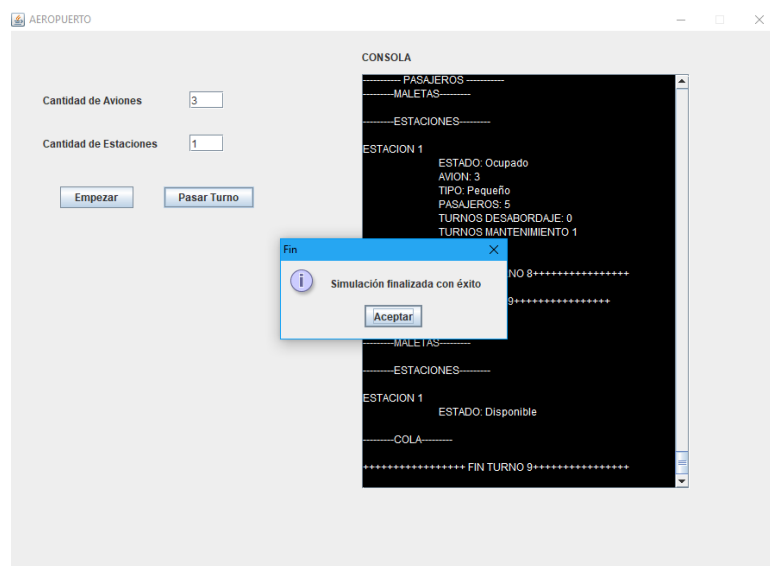 AEROPUERTO
CONSOLA
Cantidad de Aviones 3
Cantidad de Estaciones 1
Empezar Pasar Turno
----------- PASAJEROS -----------
---------MALETAS---------
---------ESTACIONES---------
ESTACION 1
ESTADO: Ocupado
AVION: 3
TIPO: Pequeño
PASAJEROS: 5
TURNOS DESABORDAJE: 0
TURNOS MANTENIMIENTO 1
Fin
NO 8++++++++++++++++
Simulación finalizada con éxito
9++++++++++++++++
Aceptar
---------MALETAS---------
---------ESTACIONES---------
ESTACION 1
ESTADO: Disponible
---------COLA---------
+++++++++++++++++ FIN TURNO 9++++++++++++++++